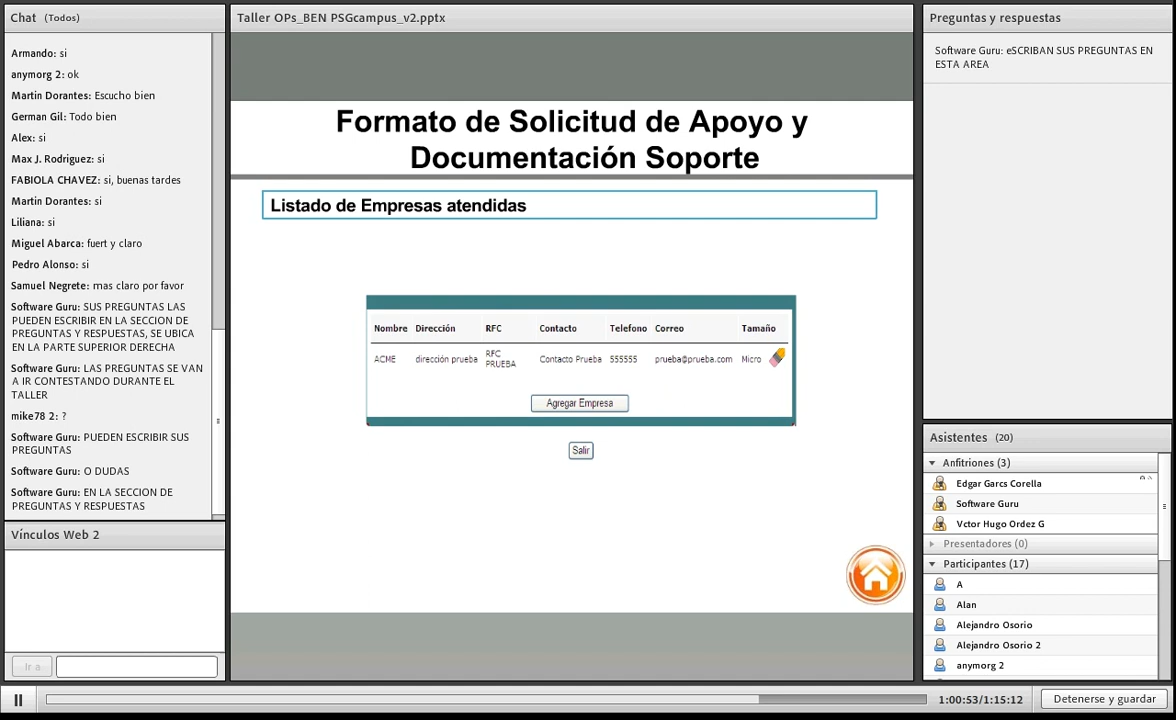 Chat (Todos)
Armando: si
anymorg 2: ok
Martin Dorantes: Escucho bien
German Gil: Todo bien
Alex: si
Max J. Rodriguez: si
FABIOLA CHAVEZ: si, buenas tardes
Martin Dorantes: si
Liliana: si
Miguel Abarca: fuert y claro
Pedro Alonso: si
Samuel Negrete: mas claro por favor
Software Guru: SUS PREGUNTAS LAS
PUEDEN ESCRIBIR EN LA SECCION DE
PREGUNTAS Y RESPUESTAS, SE UBICA
EN LA PARTE SUPERIOR DERECHA
Software Guru: LAS PREGUNTAS SE VAN
A IR CONTESTANDO DURANTE EL
TALLER
mike78 2: ?
Software Guru: PUEDEN ESCRIBIR SUS
PREGUNTAS
Software Guru: O DUDAS
Software Guru: EN LA SECCION DE
PREGUNTAS Y RESPUESTAS
Vínculos Web 2
Ir a
Taller OPs_BEN PSGcampus_v2.pptx
Formato de Solicitud de Apoyo y
Documentación Soporte
Listado de Empresas atendidas
Nombre Dirección RFC Contacto Telefono Correo Tamaño
ACME dirección prueba RFC PRUEBA Contacto Prueba 555555 prueba@prueba.com Micro
Agregar Empresa
Salir
Preguntas y respuestas
Software Guru: eSCRIBAN SUS PREGUNTAS EN
ESTA AREA
Asistentes (20)
Anfitriones (3)
Edgar Garcs Corella
Software Guru
Vctor Hugo Ordez G
Presentadores (0)
Participantes (17)
A
Alan
Alejandro Osorio
Alejandro Osorio 2
anymorg 2
1:00:53/1:15:12
Detenerse y guardar